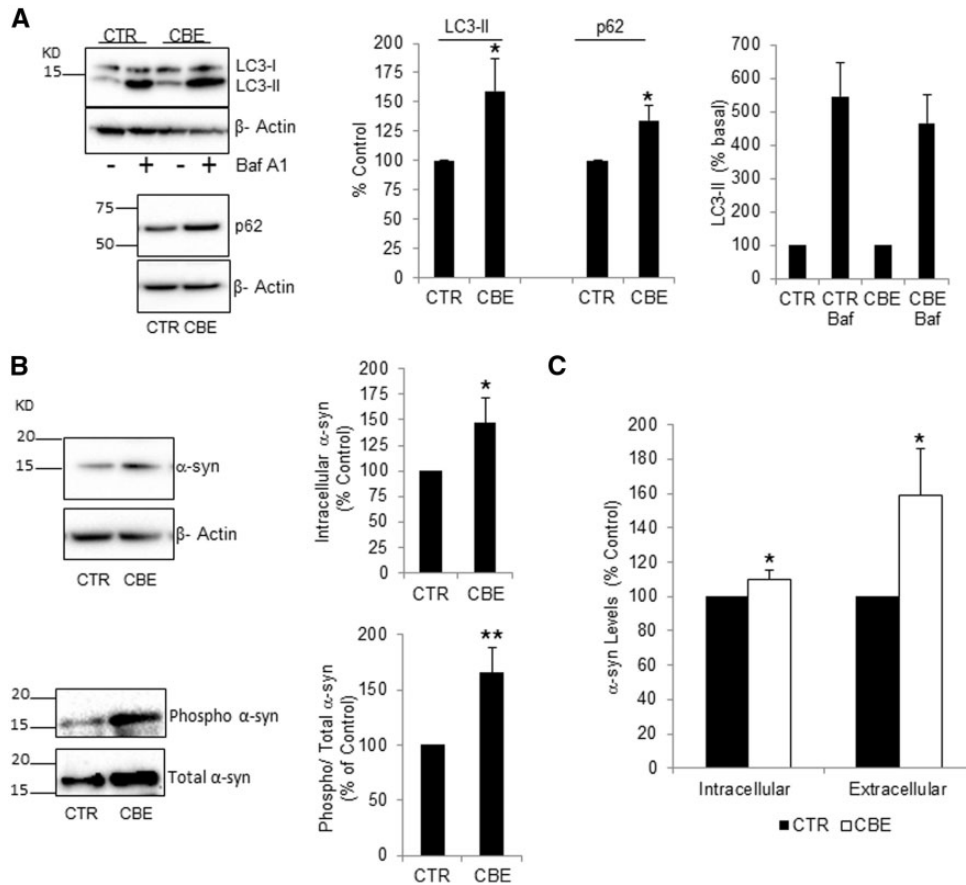 A
KD
CTR CBE
15
LC3-I
LC3-II
β- Actin
- + - + Baf A1
75
50
p62
β- Actin
CTR CBE
LC3-II p62
% Control
200
175
150
125
100
75
50
25
0
* *
CTR CBE CTR CBE
LC3-II (% basal)
700
600
500
400
300
200
100
0
CTR CTR Baf CBE CBE Baf
B
KD
20
15
α-syn
β- Actin
CTR CBE
Intracellular α-syn
(% Control)
200
175
150
125
100
75
50
25
0
*
CTR CBE
20
15
Phospho α-syn
20
15
Total α-syn
CTR CBE
Phospho/ Total α-syn
(% of Control)
200
150
100
50
0
**
CTR CBE
C
α-syn Levels (% Control)
200
180
160
140
120
100
80
60
40
20
0
* *
Intracellular Extracellular
CTR CBE